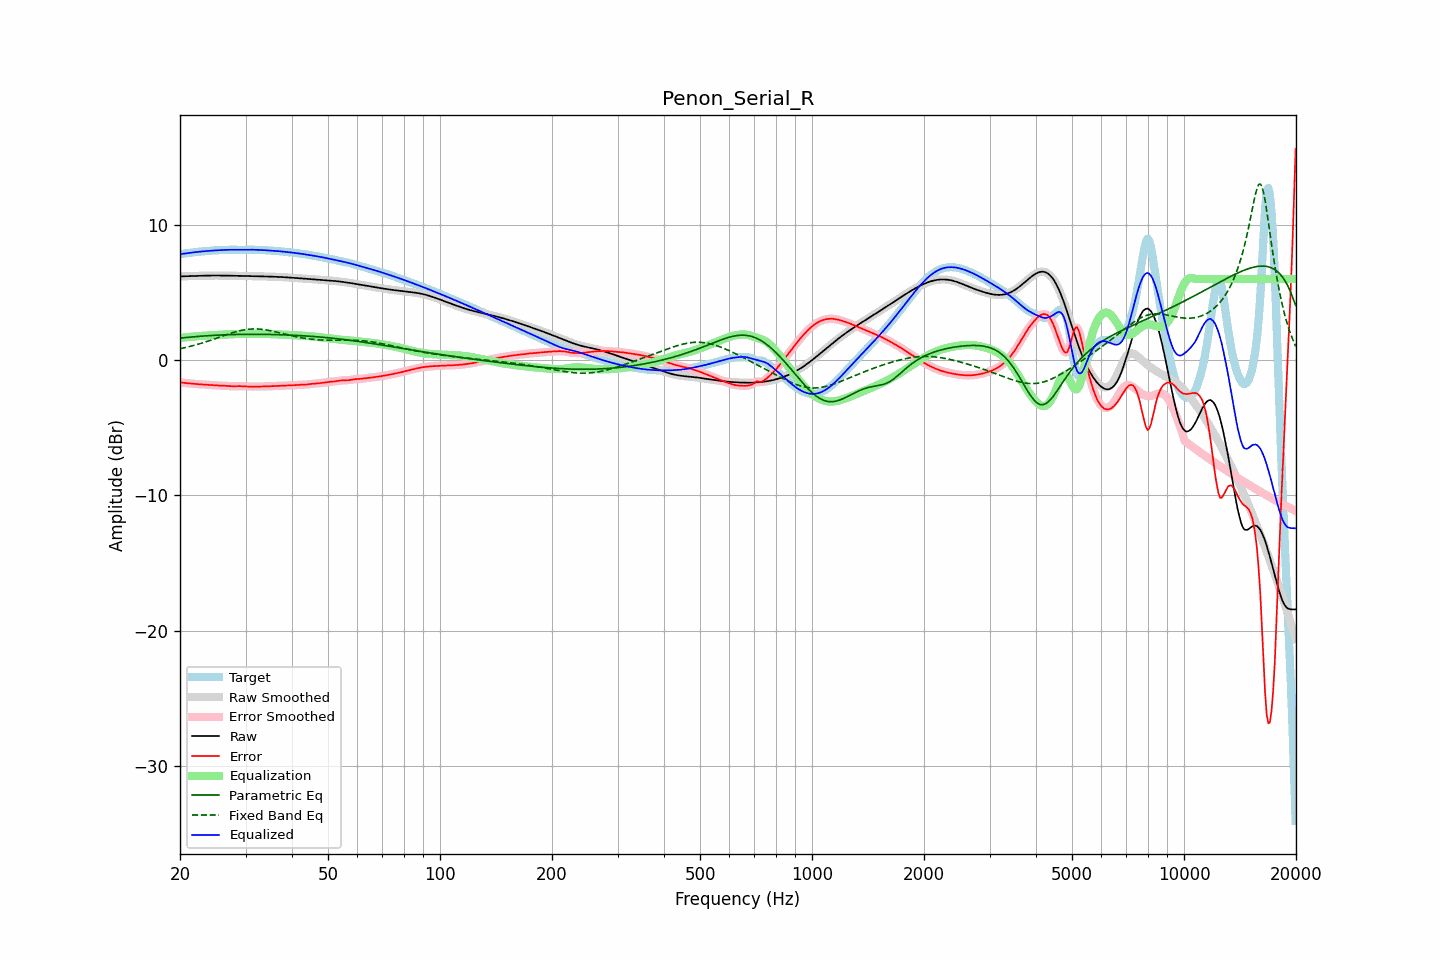 Penon_Serial_R
Amplitude (dBr)
10
0
−10
−20
−30
Target
Raw Smoothed
Error Smoothed
Raw
Error
Equalization
Parametric Eq
Fixed Band Eq
Equalized
20 50 100 200 500 1000 2000 5000 10000 20000
Frequency (Hz)